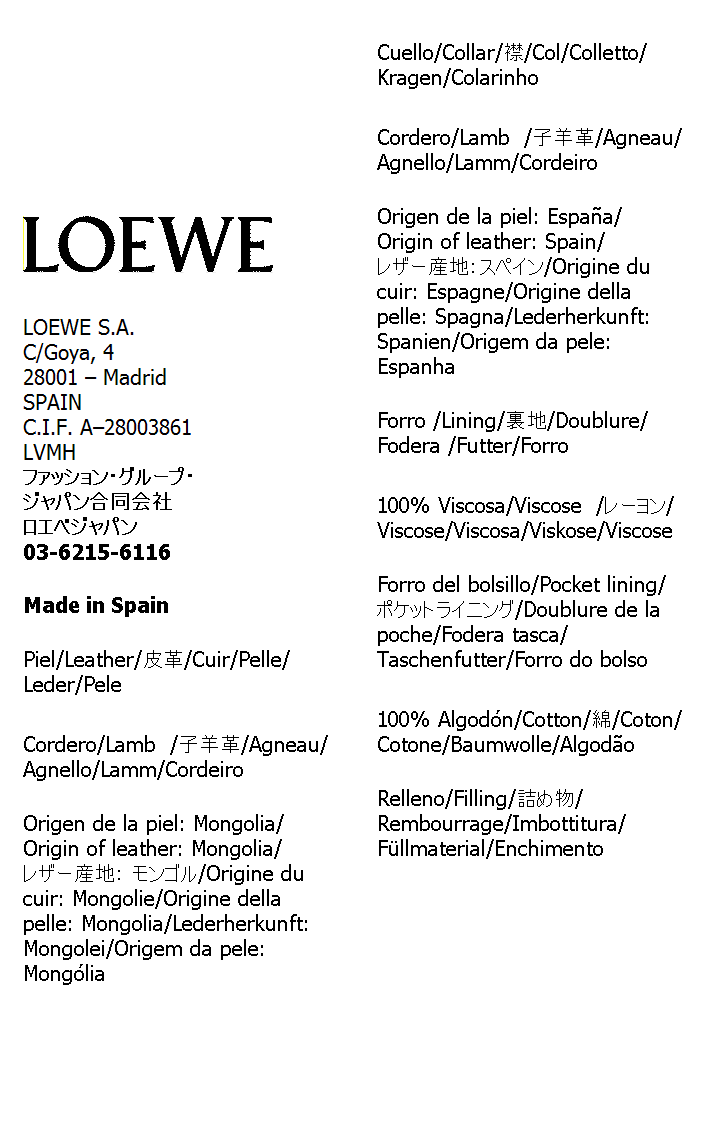 LOEWE
LOEWE S.A.
C/Goya, 4
28001 – Madrid
SPAIN
C.I.F. A–28003861
LVMH
ファッション・グループ・
ジャパン合同会社
ロエベジャパン
03-6215-6116
Made in Spain
Piel/Leather/皮革/Cuir/Pelle/
Leder/Pele
Cordero/Lamb  /子羊革/Agneau/
Agnello/Lamm/Cordeiro
Origen de la piel: Mongolia/
Origin of leather: Mongolia/
レザー産地: モンゴル/Origine du
cuir: Mongolie/Origine della
pelle: Mongolia/Lederherkunft:
Mongolei/Origem da pele:
Mongólia
Cuello/Collar/襟/Col/Colletto/
Kragen/Colarinho
Cordero/Lamb  /子羊革/Agneau/
Agnello/Lamm/Cordeiro
Origen de la piel: España/
Origin of leather: Spain/
レザー産地: スペイン/Origine du
cuir: Espagne/Origine della
pelle: Spagna/Lederherkunft:
Spanien/Origem da pele:
Espanha
Forro /Lining/裏地/Doublure/
Fodera /Futter/Forro
100% Viscosa/Viscose  /レーヨン/
Viscose/Viscosa/Viskose/Viscose
Forro del bolsillo/Pocket lining/
ポケットライニング/Doublure de la
poche/Fodera tasca/
Taschenfutter/Forro do bolso
100% Algodón/Cotton/綿/Coton/
Cotone/Baumwolle/Algodão
Relleno/Filling/詰め物/
Rembourrage/Imbottitura/
Füllmaterial/Enchimento